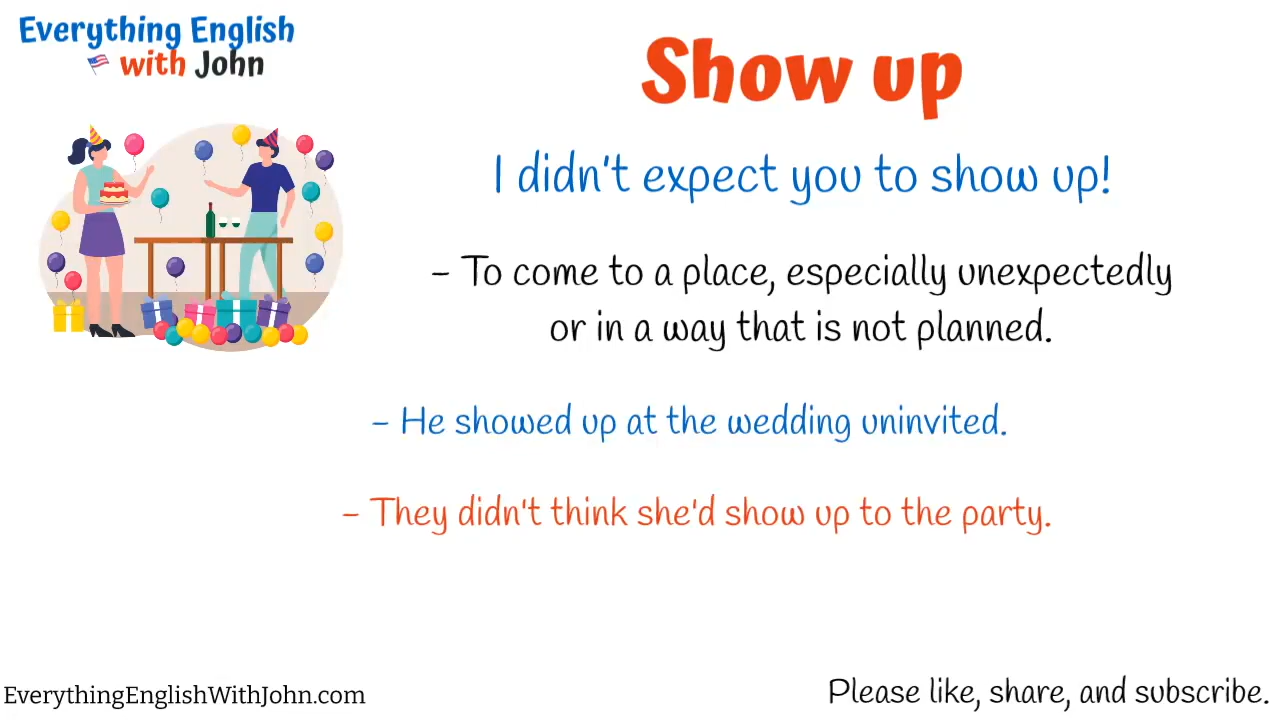 Everything English
with John
Show up
I didn't expect you to show up!
- To come to a place, especially unexpectedly
or in a way that is not planned.
- He showed up at the wedding uninvited.
- They didn't think she'd show up to the party.
EverythingEnglishWithJohn.com
Please like, share, and subscribe.